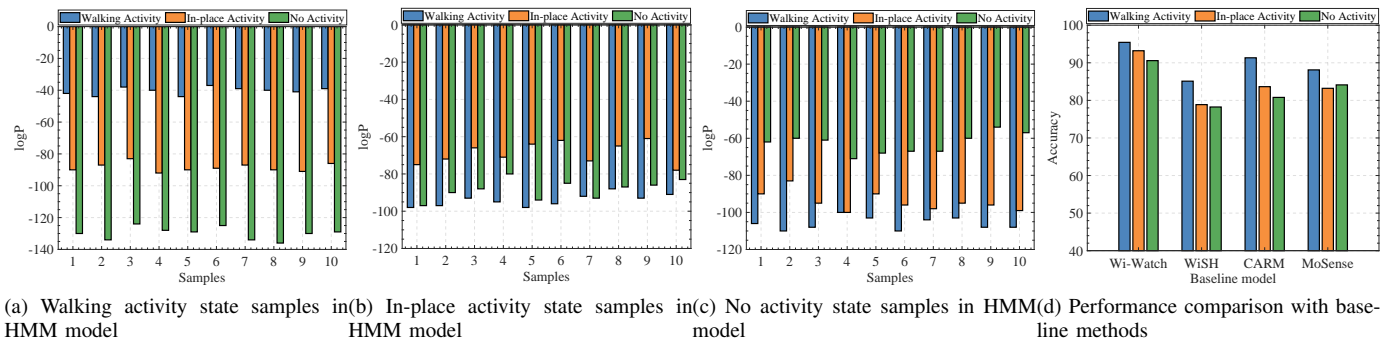 Walking Activity In-place Activity No Activity
0
-20
-40
-60
-80
-100
-120
-140
logP
1 2 3 4 5 6 7 8 9 10
Samples
(a) Walking activity state samples in
HMM model
Walking Activity In-place Activity No Activity
0
-20
-40
-60
-80
-100
-120
logP
1 2 3 4 5 6 7 8 9 10
Samples
(b) In-place activity state samples in
HMM model
Walking Activity In-place Activity No Activity
0
-20
-40
-60
-80
-100
-120
logP
1 2 3 4 5 6 7 8 9 10
Samples
(c) No activity state samples in HMM
model
Walking Activity In-place Activity No Activity
100
90
80
70
60
50
40
Accuracy
Wi-Watch WiSH CARM MoSense
Baseline model
(d) Performance comparison with base-
line methods